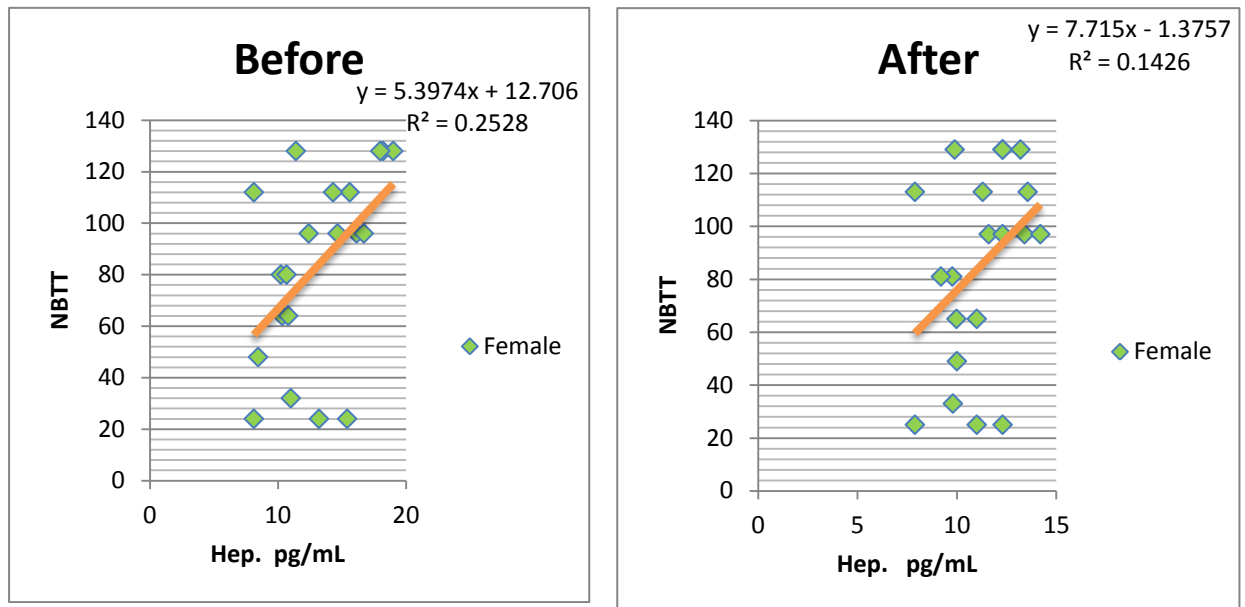 Before
y = 5.3974x + 12.706
R² = 0.2528
140
120
100
80
60
40
20
0
NBTT
0 10 20
Hep. pg/mL
Female
After
y = 7.715x - 1.3757
R² = 0.1426
140
120
100
80
60
40
20
0
NBTT
0 5 10 15
Hep. pg/mL
Female